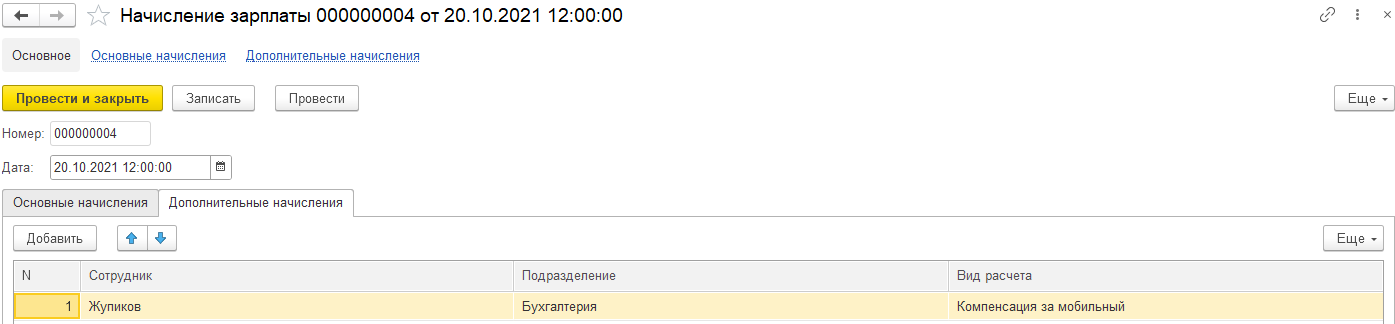 Начисление зарплаты 000000004 от 20.10.2021 12:00:00
Основное Основные начисления Дополнительные начисления
Провести и закрыть Записать Провести Еще
Номер: 000000004
Дата: 20.10.2021 12:00:00
Основные начисления Дополнительные начисления
Добавить Еще
N Сотрудник Подразделение Вид расчета
1 Жупиков Бухгалтерия Компенсация за мобильный